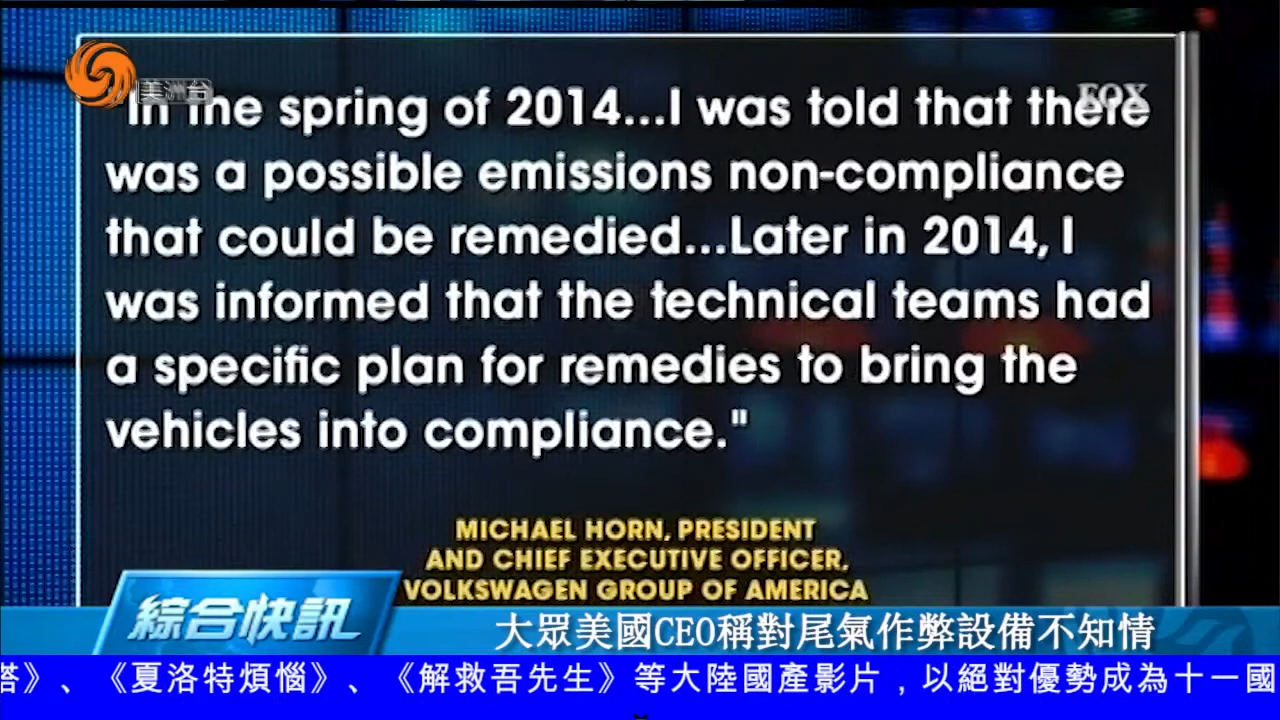 美洲台
FOX
"In the spring of 2014...I was told that there
was a possible emissions non-compliance
that could be remedied...Later in 2014, I
was informed that the technical teams had
a specific plan for remedies to bring the
vehicles into compliance."
MICHAEL HORN, PRESIDENT
AND CHIEF EXECUTIVE OFFICER,
VOLKSWAGEN GROUP OF AMERICA
綜合快訊
大眾美國CEO稱對尾氣作弊設備不知情
塔》、《夏洛特煩惱》、《解救吾先生》等大陸國產影片，以絕對優勢成為十一國